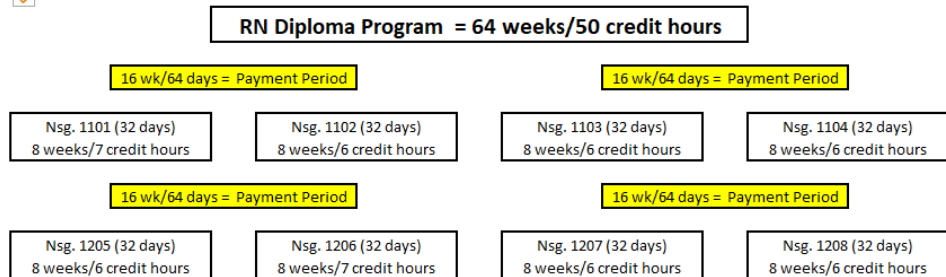 RN Diploma Program = 64 weeks/50 credit hours
16 wk/64 days = Payment Period
16 wk/64 days = Payment Period
Nsg. 1101 (32 days)
8 weeks/7 credit hours
Nsg. 1102 (32 days)
8 weeks/6 credit hours
Nsg. 1103 (32 days)
8 weeks/6 credit hours
Nsg. 1104 (32 days)
8 weeks/6 credit hours
16 wk/64 days = Payment Period
16 wk/64 days = Payment Period
Nsg. 1205 (32 days)
8 weeks/6 credit hours
Nsg. 1206 (32 days)
8 weeks/7 credit hours
Nsg. 1207 (32 days)
8 weeks/6 credit hours
Nsg. 1208 (32 days)
8 weeks/6 credit hours